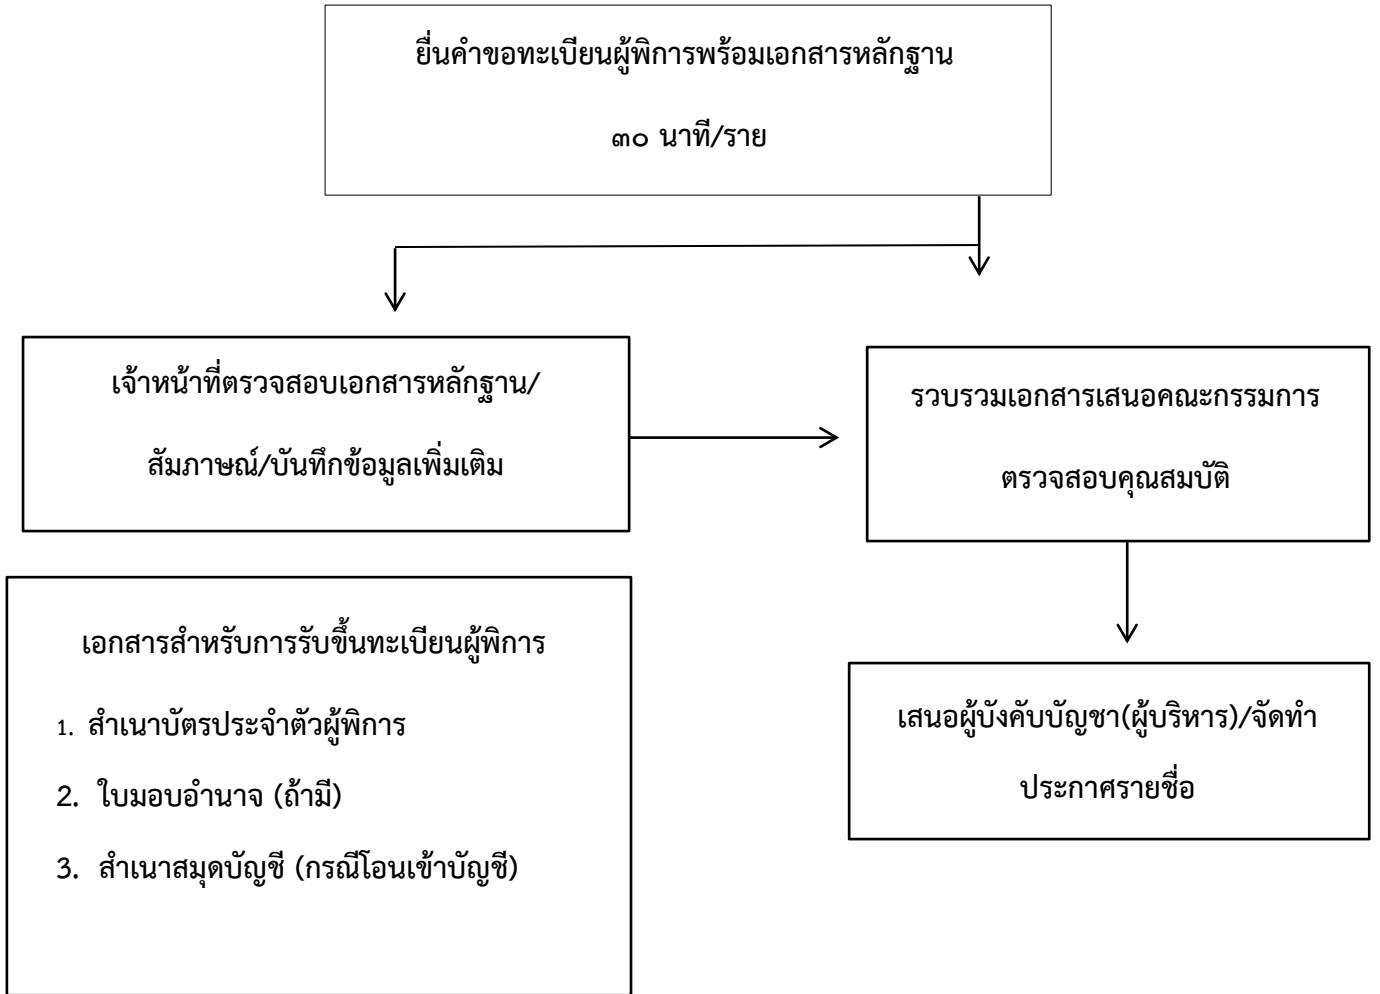 ยื่นคำขอทะเบียนผู้พิการพร้อมเอกสารหลักฐาน
๓๐ นาที/ราย
เจ้าหน้าที่ตรวจสอบเอกสารหลักฐาน/
สัมภาษณ์/บันทึกข้อมูลเพิ่มเติม
รวบรวมเอกสารเสนอคณะกรรมการ
ตรวจสอบคุณสมบัติ
เอกสารสำหรับการรับขึ้นทะเบียนผู้พิการ
1. สำเนาบัตรประจำตัวผู้พิการ
2. ใบมอบอำนาจ (ถ้ามี)
3. สำเนาสมุดบัญชี (กรณีโอนเข้าบัญชี)
เสนอผู้บังคับบัญชา(ผู้บริหาร)/จัดทำ
ประกาศรายชื่อ